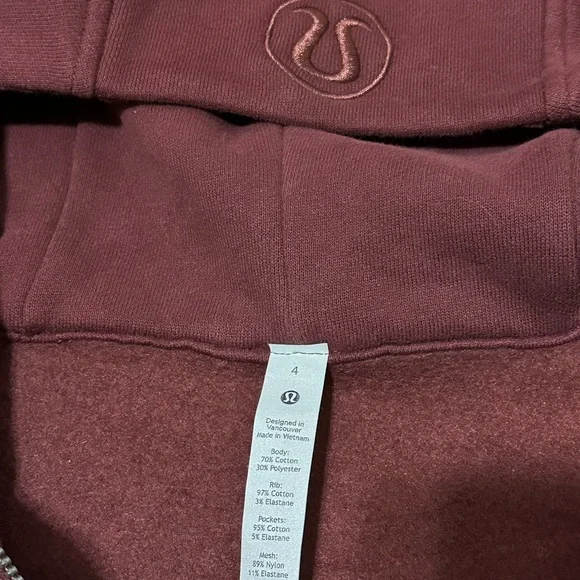 4
Designed in
Vancouver
Made in Vietnam
Body:
70% Cotton
30% Polyester
Rib:
97% Cotton
3% Elastane
Pockets:
95% Cotton
5% Elastane
Mesh:
89% Nylon
11% Elastane